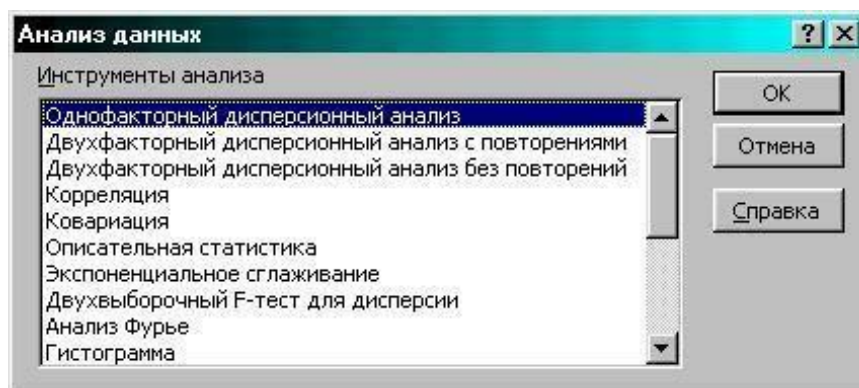 Анализ данных
Инструменты анализа
Однофакторный дисперсионный анализ
Двухфакторный дисперсионный анализ с повторениями
Двухфакторный дисперсионный анализ без повторений
Корреляция
Ковариация
Описательная статистика
Экспоненциальное сглаживание
Двухвыборочный F-тест для дисперсии
Анализ Фурье
Гистограмма
OK
Отмена
Справка